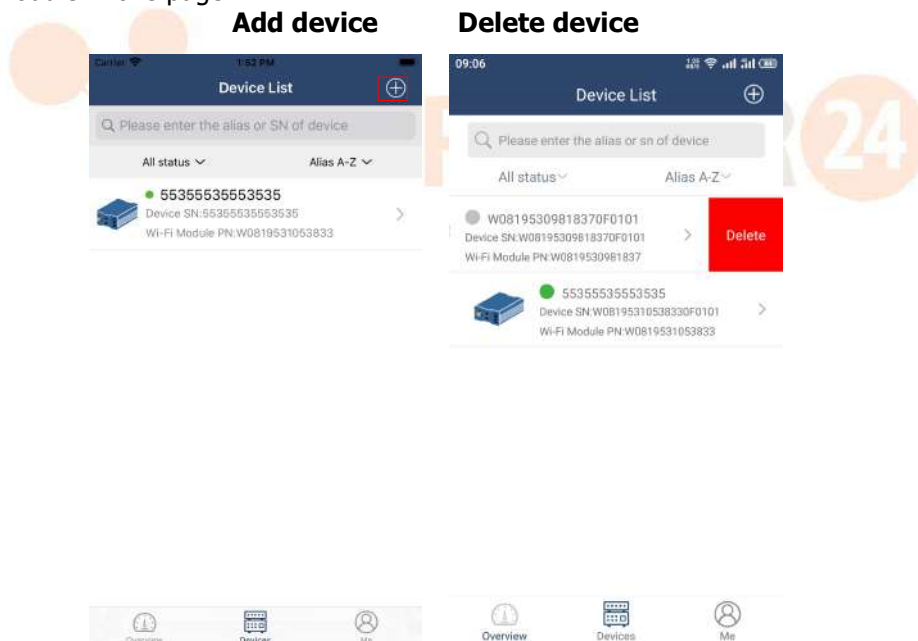 Add device
Delete device
Carrier
1:52 PM
Device List
Please enter the alias or SN of device
All status
Alias A-Z
55355535553535
Device SN:55355535553535
Wi-Fi Module PN:W0819531053833
Devices
Me
09:06
Device List
Please enter the alias or sn of device
All status
Alias A-Z
W08195309818370F0101
Device SN:W08195309818370F0101
Wi-Fi Module PN:W0819530981837
Delete
55355535553535
Device SN:W08195310538330F0101
Wi-Fi Module PN:W0819531053833
Overview
Devices
Me
R 24